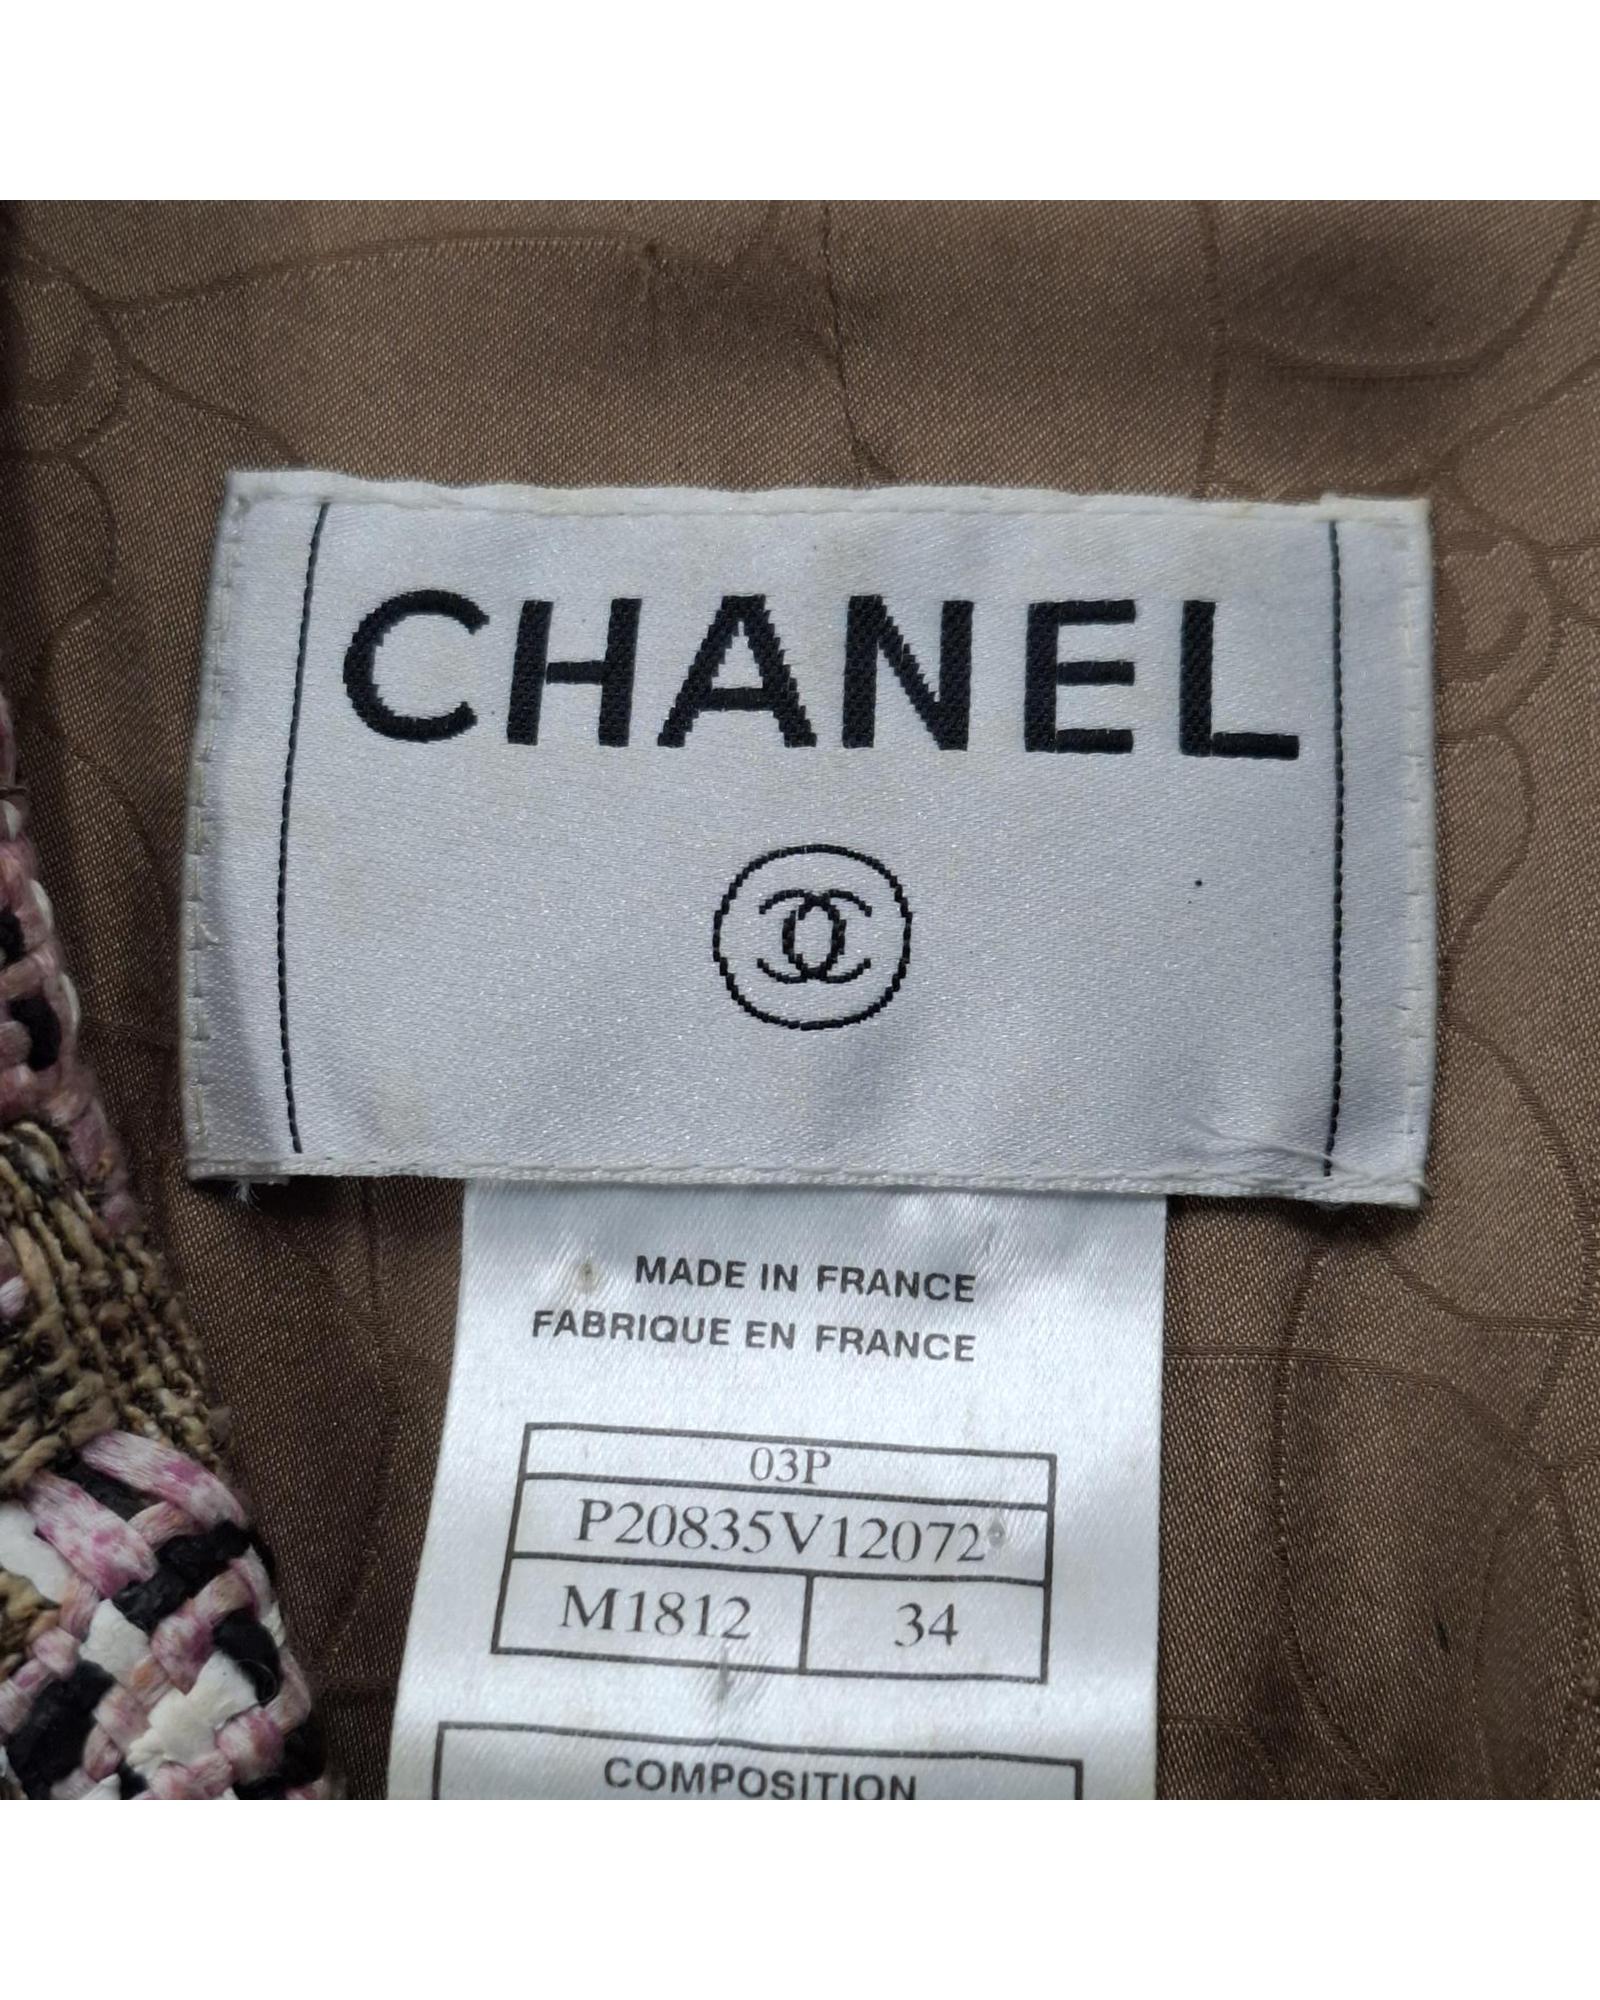 CHANEL
MADE IN FRANCE
FABRIQUE EN FRANCE
03P
P20835V12072
M1812 34
COMPOSITION